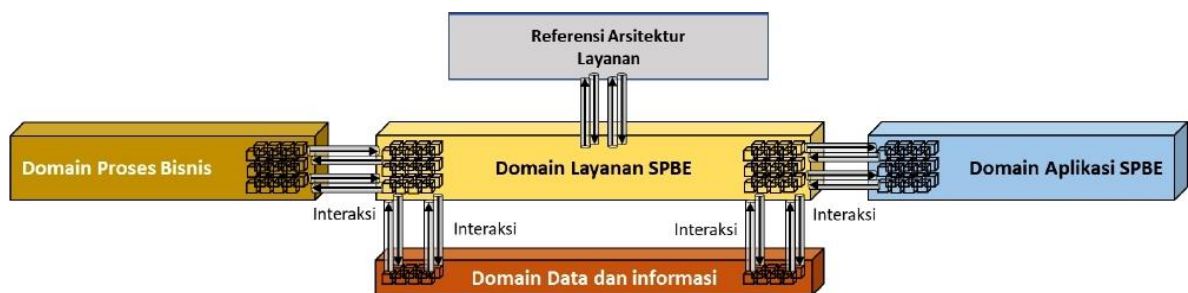 Referensi Arsitektur
Layanan
Domain Proses Bisnis
Domain Layanan SPBE
Domain Aplikasi SPBE
Interaksi
Interaksi
Interaksi
Interaksi
Domain Data dan informasi